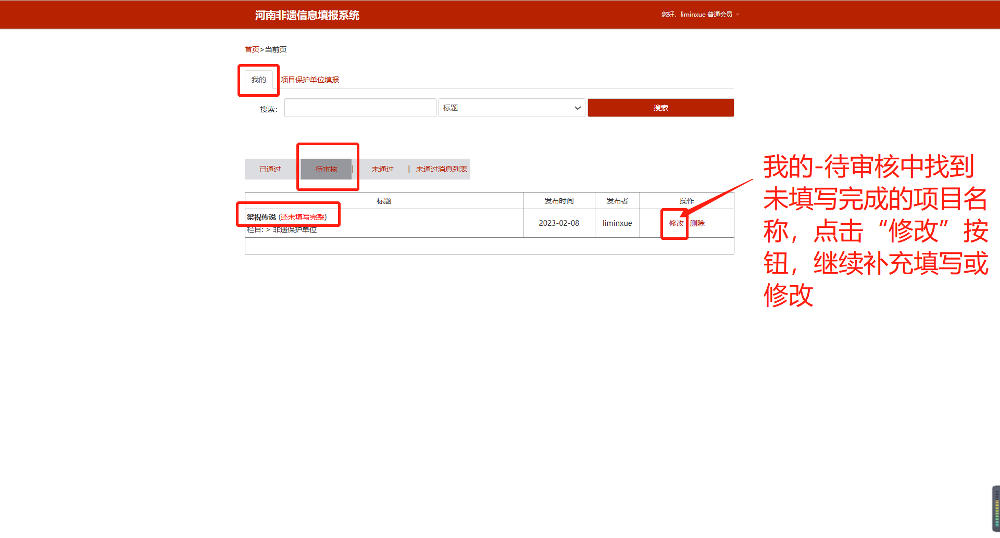 河南非遗信息填报系统
您好，liminxue 普通会员
首页>当前页
我的
项目保护单位填报
搜索：
标题
搜索
已通过 | 待审核 | 未通过 | 未通过消息列表
标题 发布时间 发布者 操作
梁祝传说 (还未填写完整)
栏目: > 非遗保护单位
2023-02-08 liminxue 修改 删除
我的-待审核中找到
未填写完成的项目名
称，点击“修改”按
钮，继续补充填写或
修改